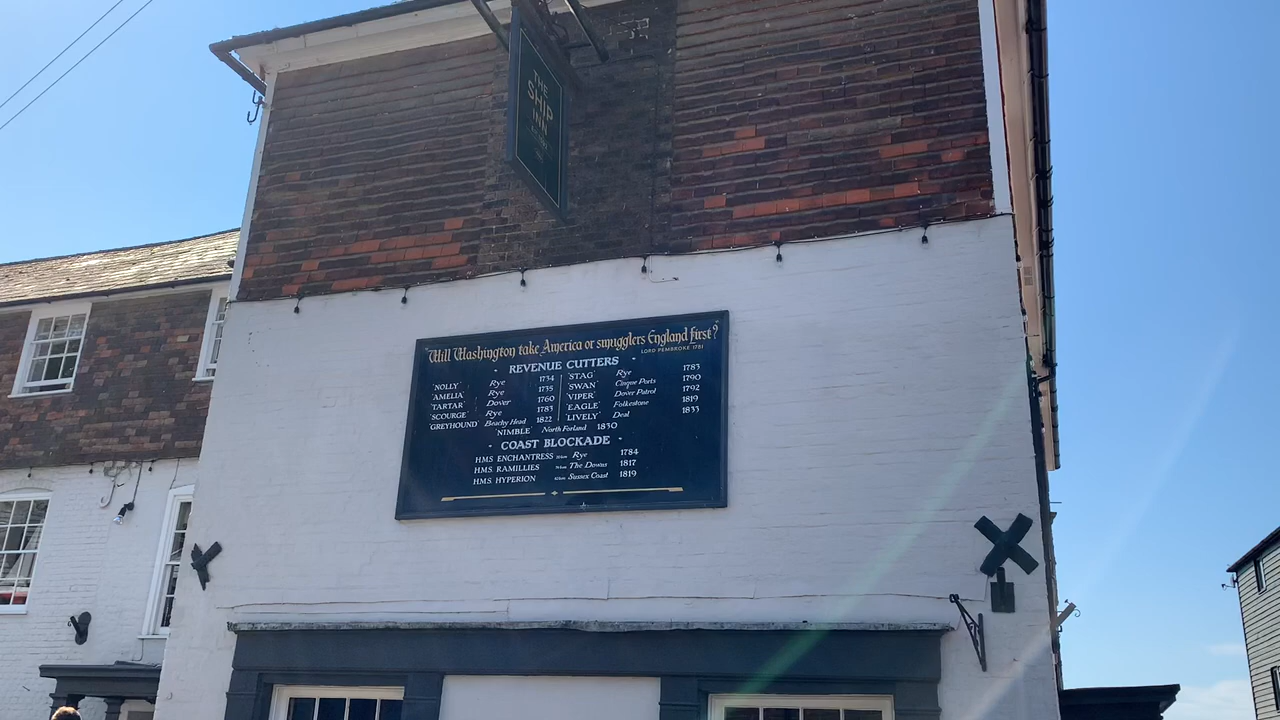 THE
SHIP
INN
Will Washington take America or smugglers England first?
LORD PEMBROKE 1781
- REVENUE CUTTERS -
'NOLLY' Rye 1734 'STAG' Rye 1783
'AMELIA' Rye 1735 'SWAN' Cinque Ports 1790
'TARTAR' Dover 1760 'VIPER' Dover Patrol 1792
'SCOURGE' Rye 1783 'EAGLE' Folkestone 1819
'GREYHOUND' Beachy Head 1822 'LIVELY' Deal 1833
'NIMBLE' North Forland 1830
- COAST BLOCKADE -
H.M.S. ENCHANTRESS Rye 1784
H.M.S. RAMILLIES The Downs 1817
H.M.S. HYPERION Sussex Coast 1819